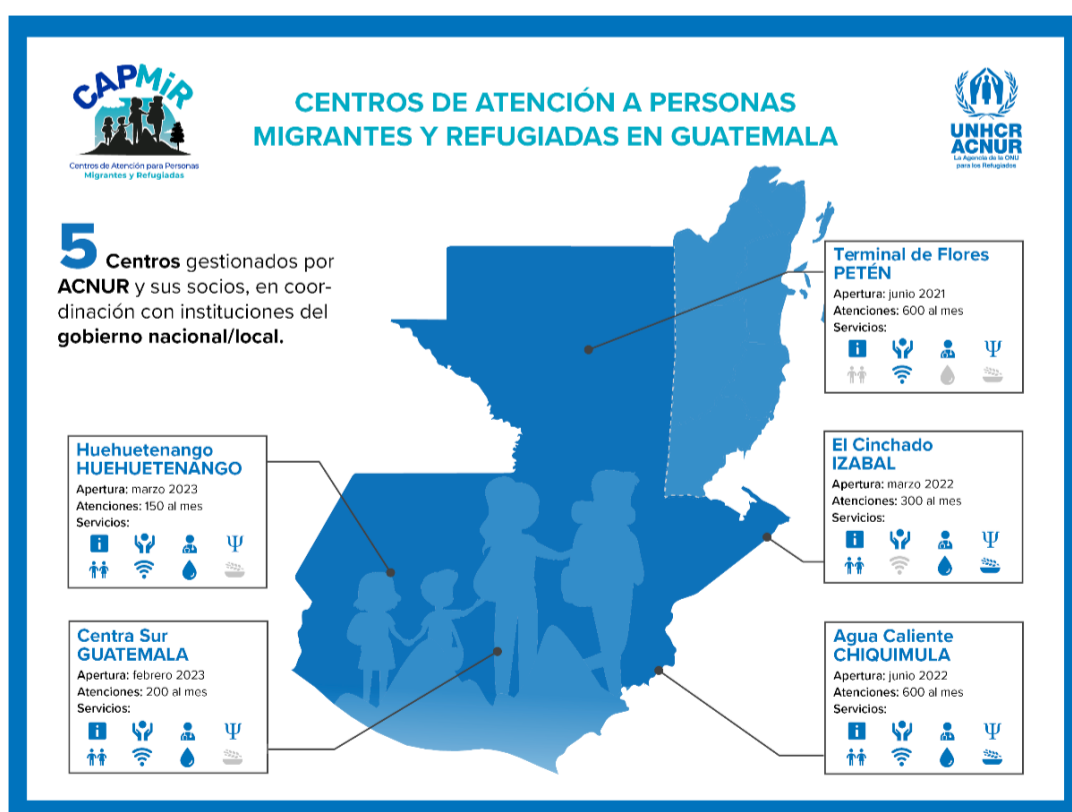 CAPMiR
Centros de Atención para Personas
Migrantes y Refugiadas
CENTROS DE ATENCIÓN A PERSONAS
MIGRANTES Y REFUGIADAS EN GUATEMALA
UNHCR
ACNUR
La Agencia de la ONU
para los Refugiados
5 Centros gestionados por
ACNUR y sus socios, en coor-
dinación con instituciones del
gobierno nacional/local.
Terminal de Flores
PETÉN
Apertura: junio 2021
Atenciones: 600 al mes
Servicios:
Huehuetenango
HUEHUETENANGO
Apertura: marzo 2023
Atenciones: 150 al mes
Servicios:
El Cinchado
IZABAL
Apertura: marzo 2022
Atenciones: 300 al mes
Servicios:
Centra Sur
GUATEMALA
Apertura: febrero 2023
Atenciones: 200 al mes
Servicios:
Agua Caliente
CHIQUIMULA
Apertura: junio 2022
Atenciones: 600 al mes
Servicios: